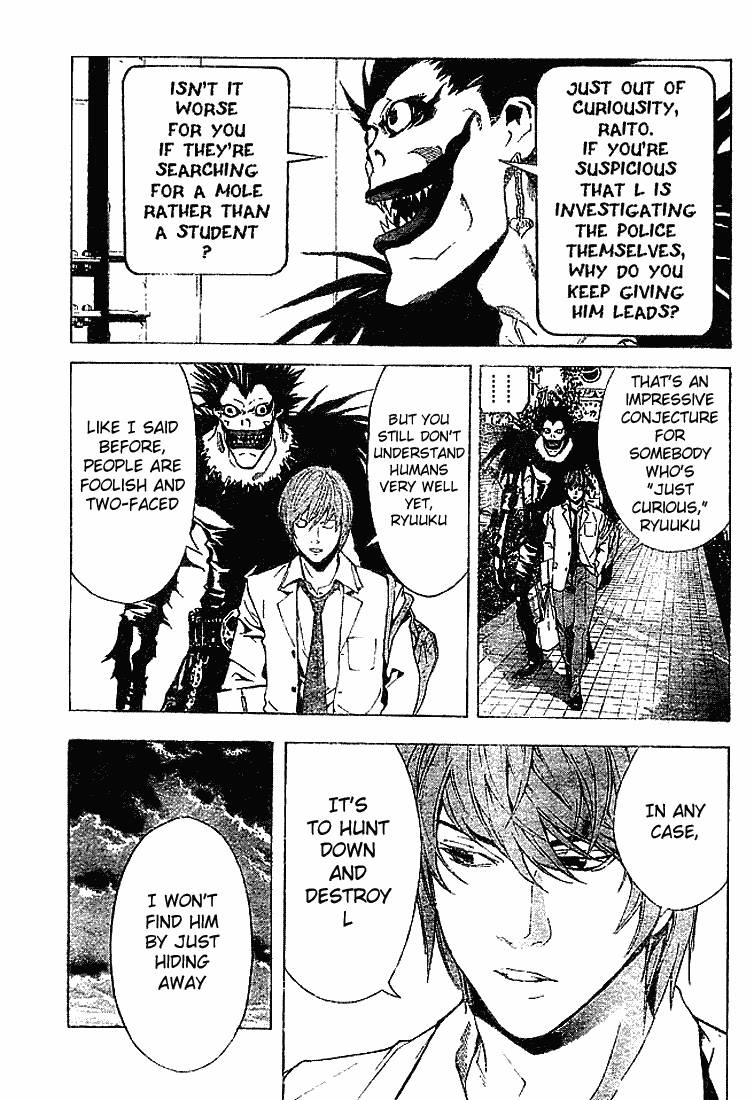 JUST OUT OF
CURIOUSITY,
RAITO.
IF YOU'RE
SUSPICIOUS
THAT L IS
INVESTIGATING
THE POLICE
THEMSELVES,
WHY DO YOU
KEEP GIVING
HIM LEADS?
ISN'T IT
WORSE
FOR YOU
IF THEY'RE
SEARCHING
FOR A MOLE
RATHER THAN
A STUDENT
?
THAT'S AN
IMPRESSIVE
CONJECTURE
FOR
SOMEBODY
WHO'S
"JUST
CURIOUS,"
RYUUKU
......
BUT YOU
STILL DON'T
UNDERSTAND
HUMANS
VERY WELL
YET,
RYUUKU
LIKE I SAID
BEFORE,
PEOPLE ARE
FOOLISH AND
TWO-FACED
IN ANY
CASE,
IT'S
TO HUNT
DOWN
AND
DESTROY
L
I WON'T
FIND HIM
BY JUST
HIDING
AWAY